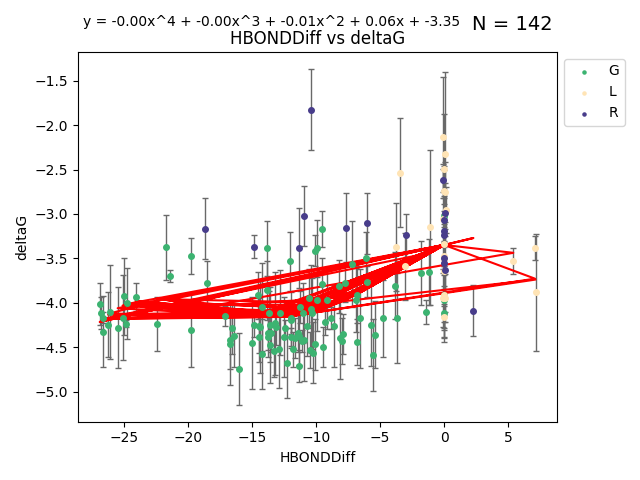 y = -0.00x^4 + -0.00x^3 + -0.01x^2 + 0.06x + -3.35 N = 142
HBONDDiff vs deltaG
G
L
R
deltaG
−1.5
−2.0
−2.5
−3.0
−3.5
−4.0
−4.5
−5.0
−25 −20 −15 −10 −5 0 5
HBONDDiff